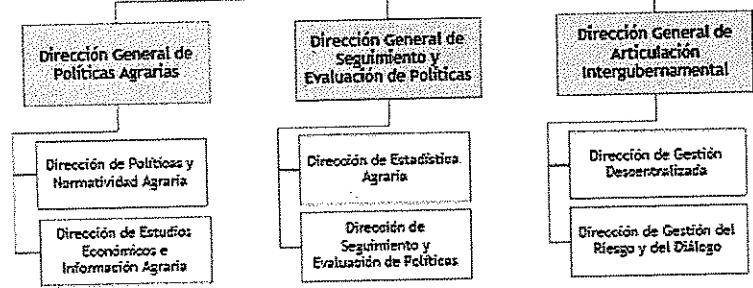 Dirección General de
Políticas Agrarias
Dirección General de
Seguimiento y
Evaluación de Políticas
Dirección General de
Articulación
Intergubernamental
Dirección de Políticas y
Normatividad Agraria
Dirección de Estadística
Agraria
Dirección de Gestión
Descentralizada
Dirección de Estudios
Económicos e
Información Agraria
Dirección de
Seguimiento y
Evaluación de Políticas
Dirección de Gestión del
Riesgo y del Diálogo